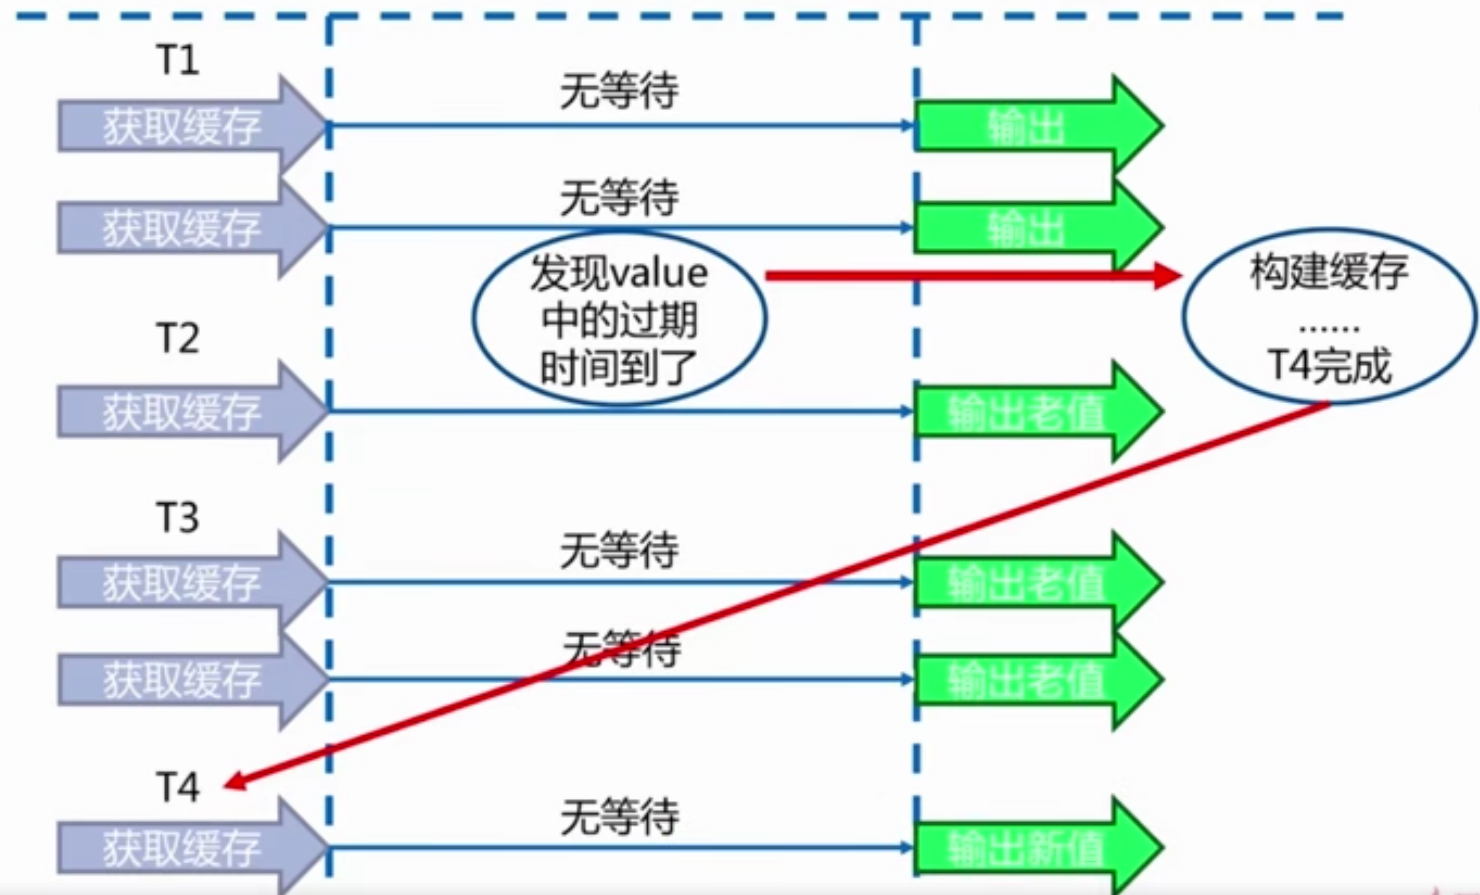 T1
获取缓存
无等待
输出
获取缓存
无等待
输出
发现value
中的过期
时间到了
构建缓存
......
T4完成
T2
获取缓存
输出老值
T3
获取缓存
无等待
输出老值
获取缓存
无等待
输出老值
T4
获取缓存
无等待
输出新值